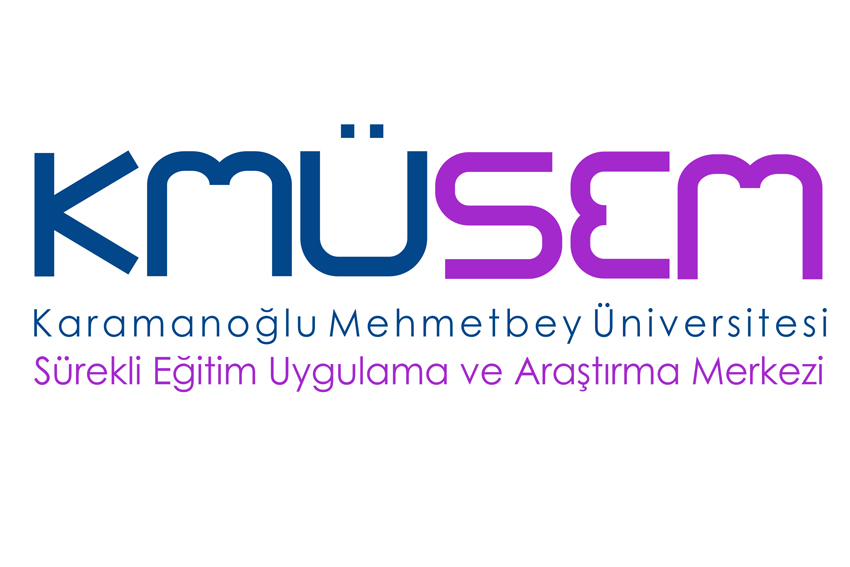 KMÜSEM
Karamanoğlu Mehmetbey Üniversitesi
Sürekli Eğitim Uygulama ve Araştırma Merkezi